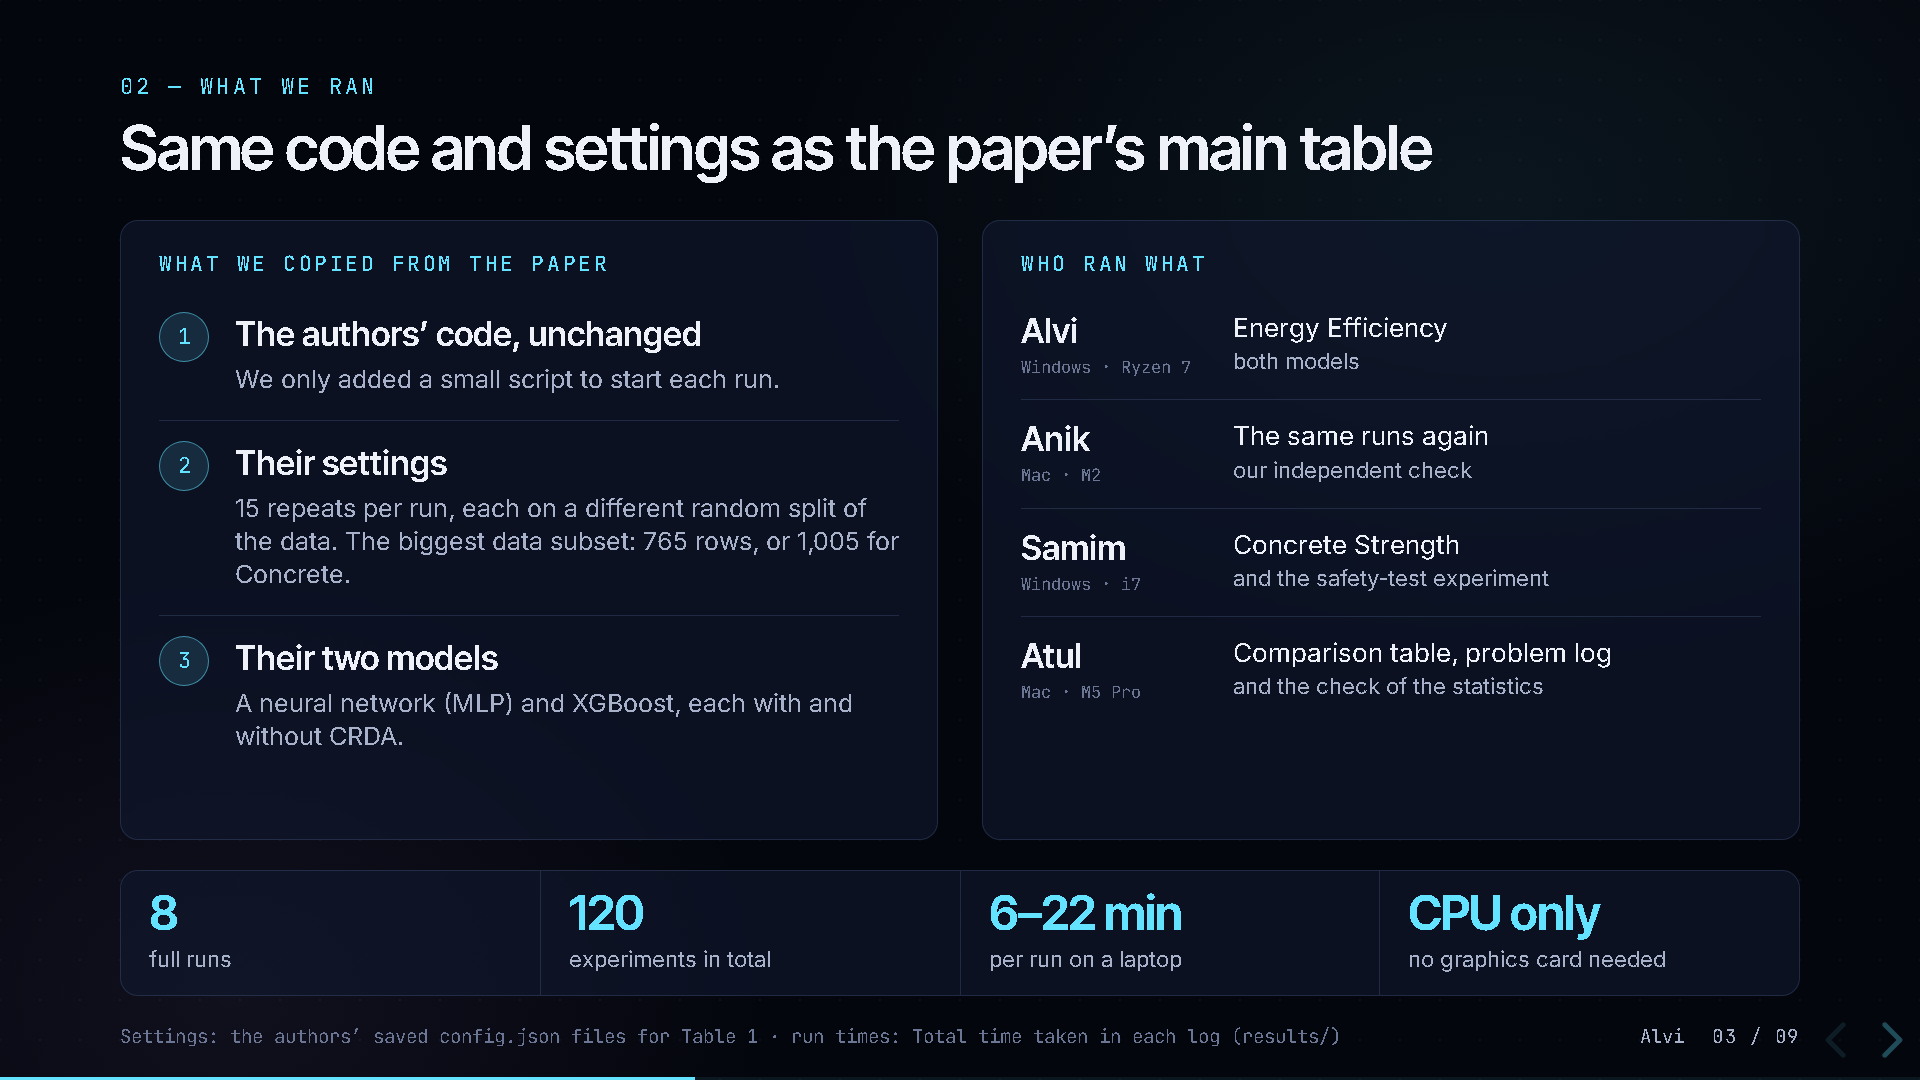 02 — WHAT WE RAN
Same code and settings as the paper’s main table
WHAT WE COPIED FROM THE PAPER
1
The authors’ code, unchanged
We only added a small script to start each run.
2
Their settings
15 repeats per run, each on a different random split of
the data. The biggest data subset: 765 rows, or 1,005 for
Concrete.
3
Their two models
A neural network (MLP) and XGBoost, each with and
without CRDA.
WHO RAN WHAT
Alvi
Windows · Ryzen 7
Energy Efficiency
both models
Anik
Mac · M2
The same runs again
our independent check
Samim
Windows · i7
Concrete Strength
and the safety-test experiment
Atul
Mac · M5 Pro
Comparison table, problem log
and the check of the statistics
8
full runs
120
experiments in total
6–22 min
per run on a laptop
CPU only
no graphics card needed
Settings: the authors’ saved config.json files for Table 1 · run times: Total time taken in each log (results/)
Alvi 03 / 09